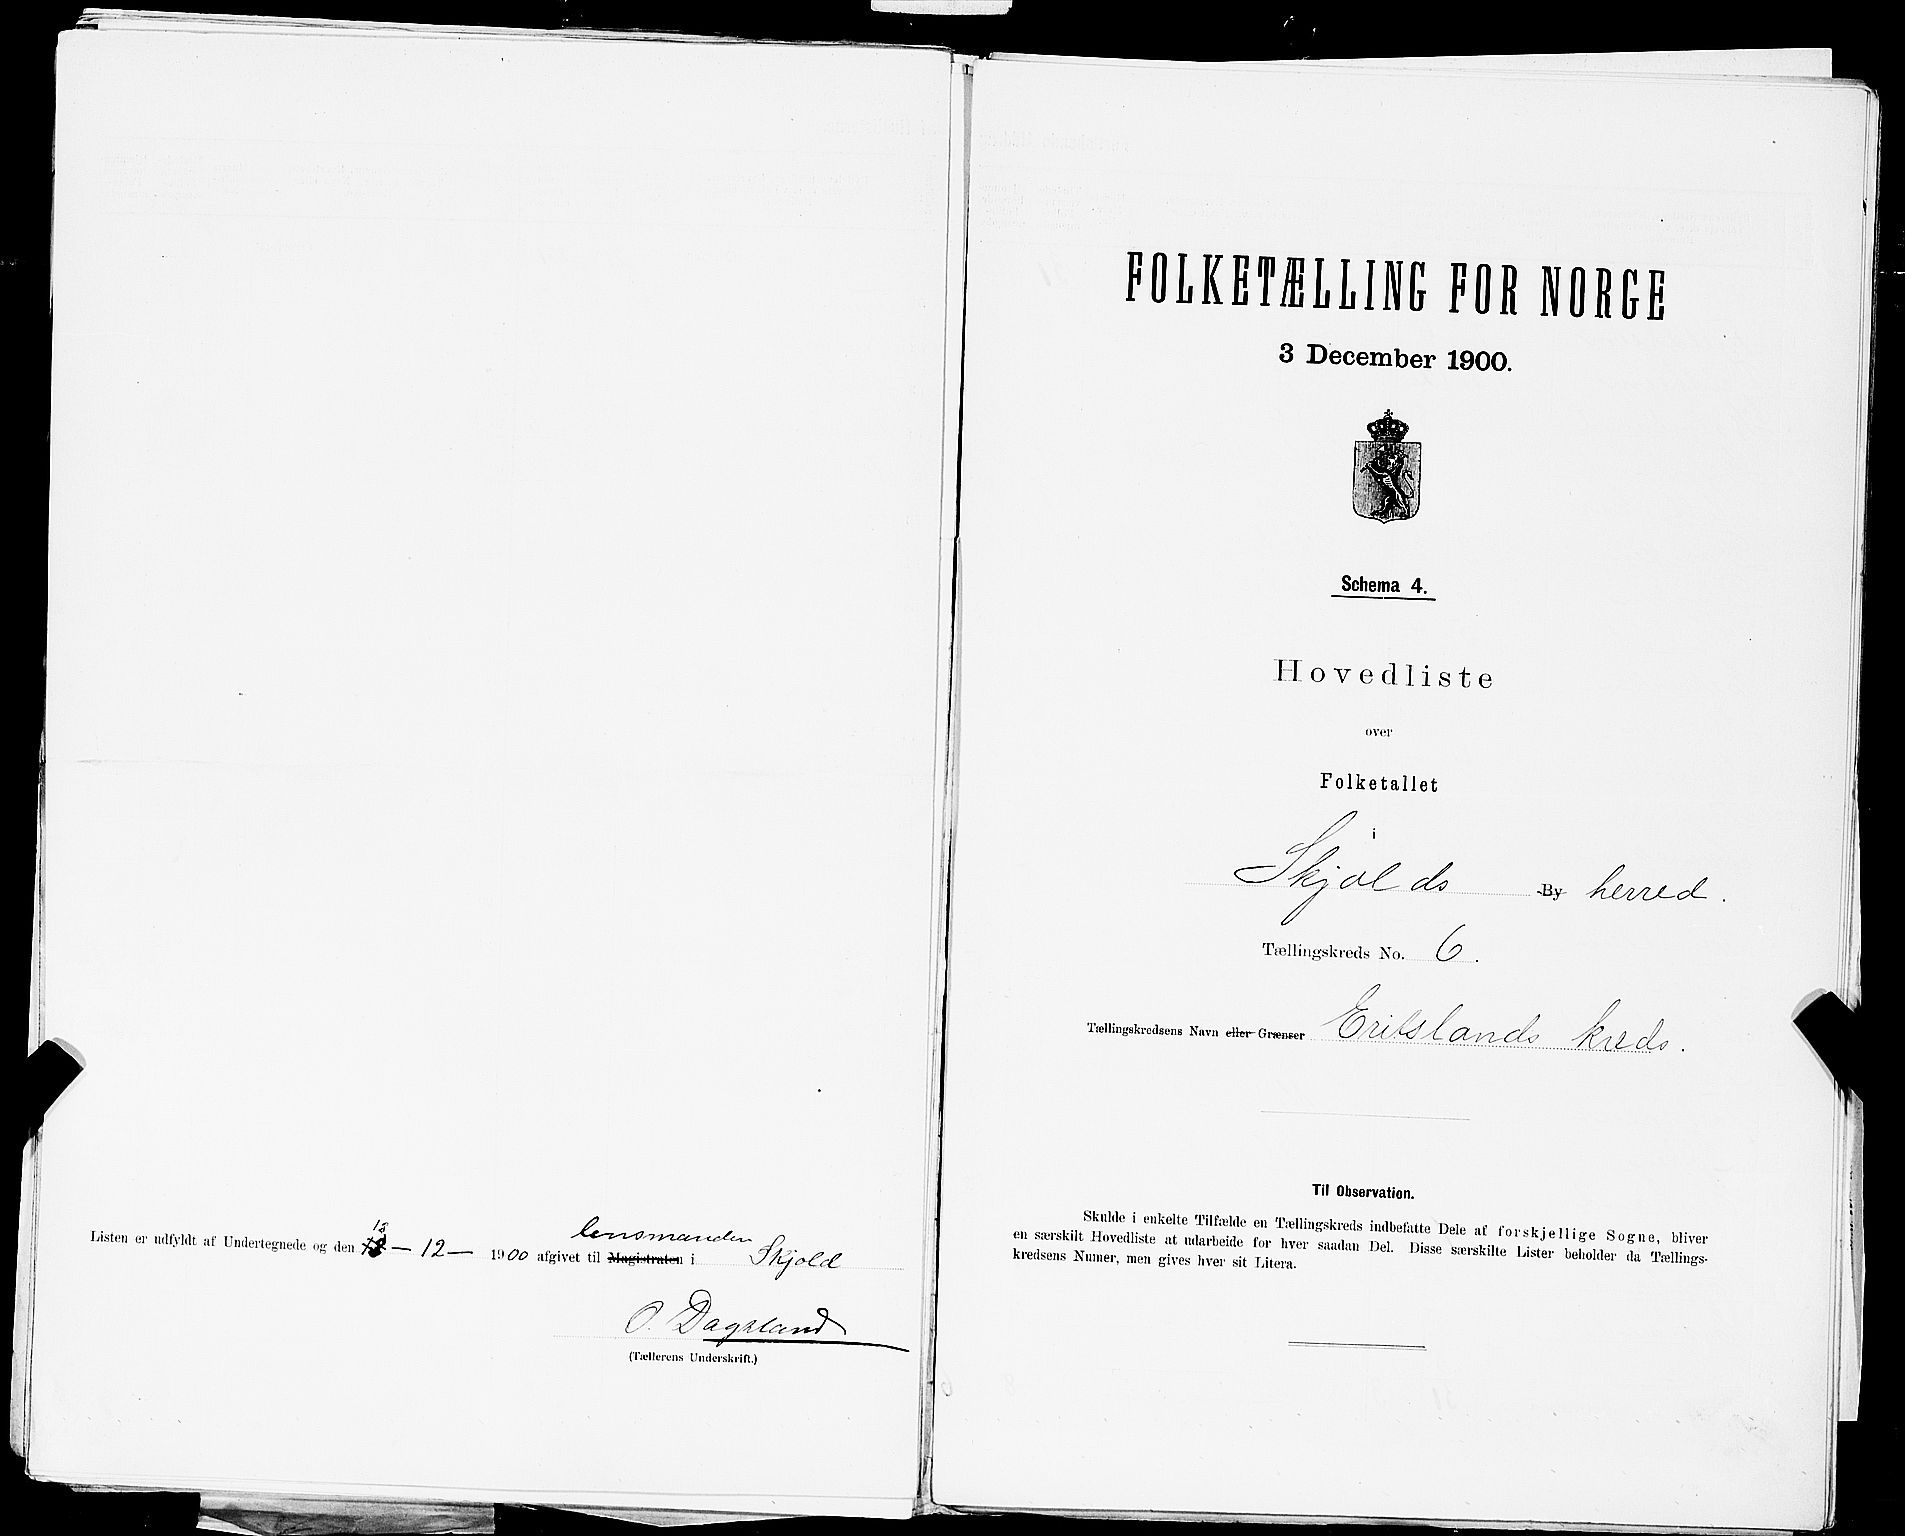 lensmanden
13
Listen er udfyldt af Undertegnede og den – 12 – 1900 afgivet til Magistraten i Skjold
O. Dagsland
(Tællerens Underskrift.)
FOLKETÆLLING FOR NORGE
3 December 1900.
Schema 4.
Hovedliste
over
Folketallet
i
Skjolds By herred.
Tællingskreds No. 6.
Tællingskredsens Navn eller Grænser Eritslands kreds.
Til Observation.
Skulde i enkelte Tilfælde en Tællingskreds indbefatte Dele af forskjellige Sogne, bliver
en særskilt Hovedliste at udarbeide for hver saadan Del. Disse særskilte Lister beholder da Tællings-
kredsens Numer, men gives hver sit Litera.